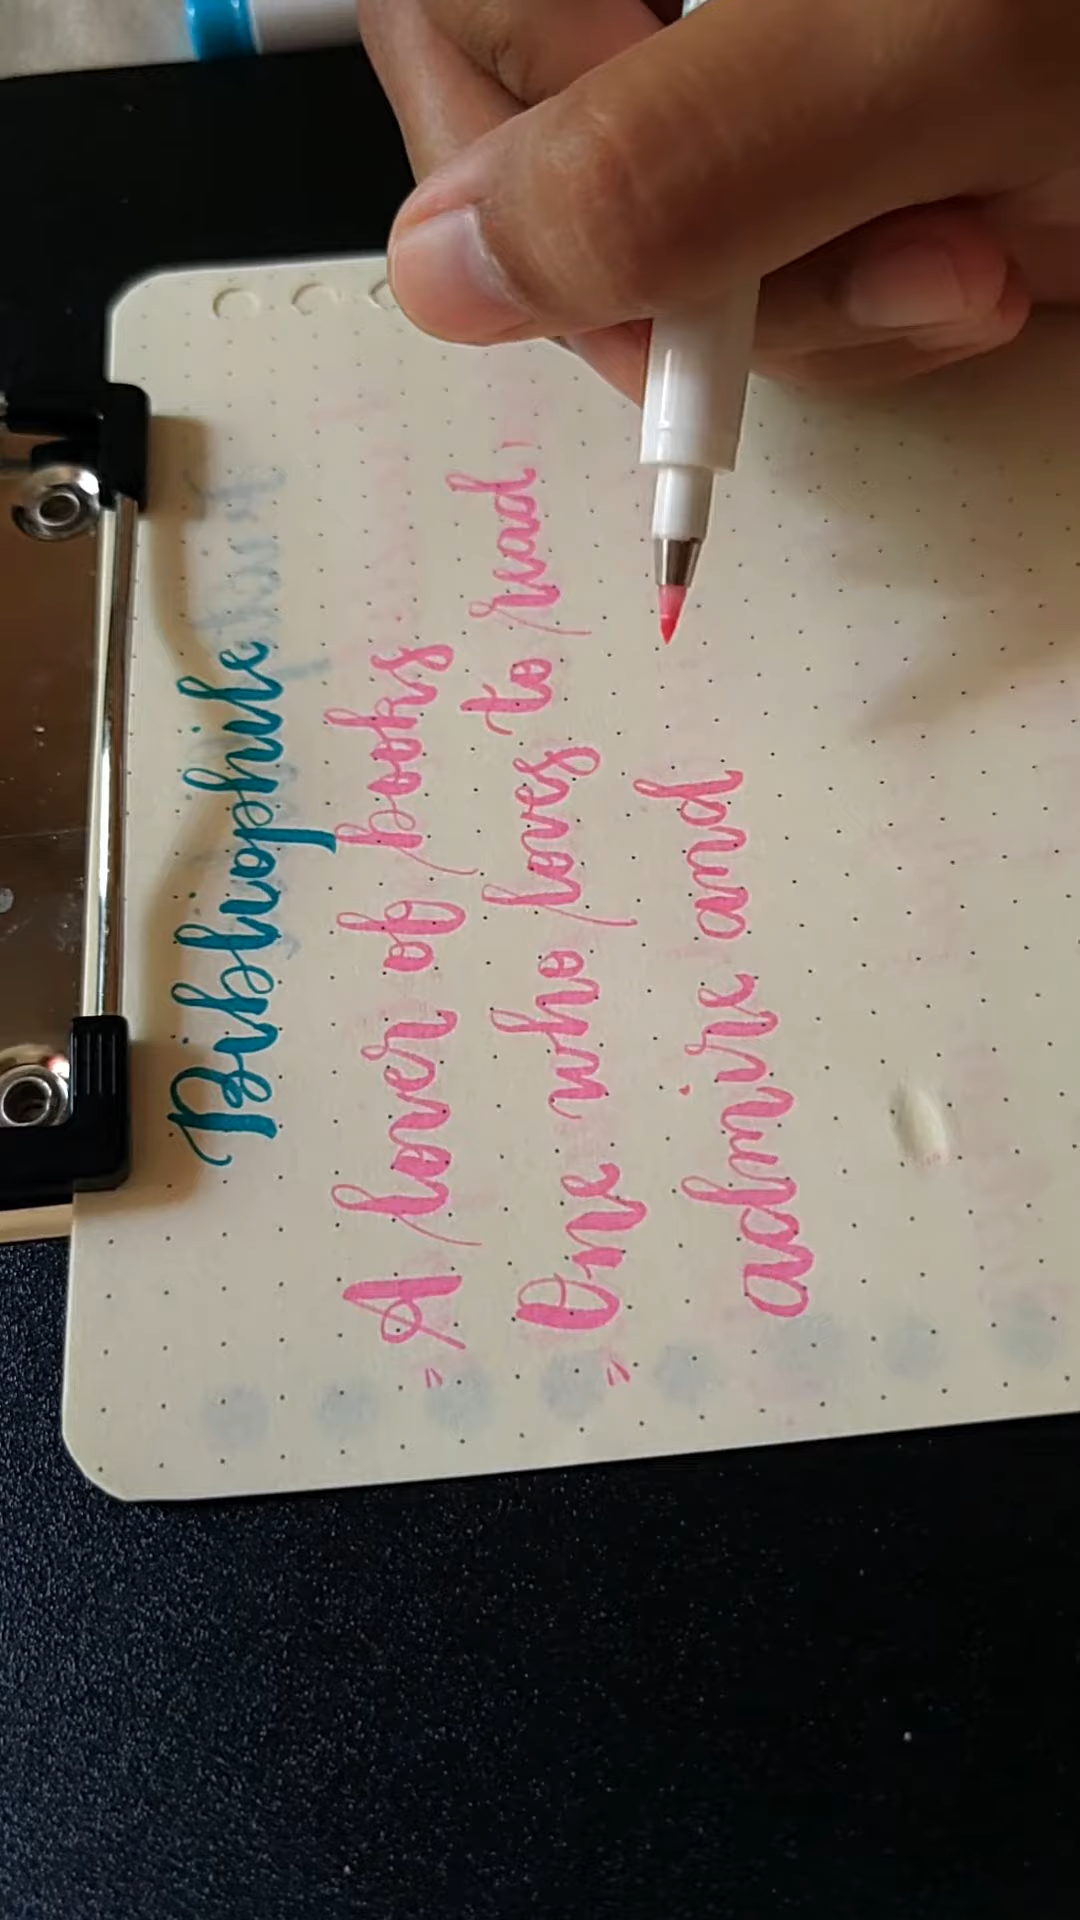 Bibliophile
" A lover of books
" One who loves to read,
admire and